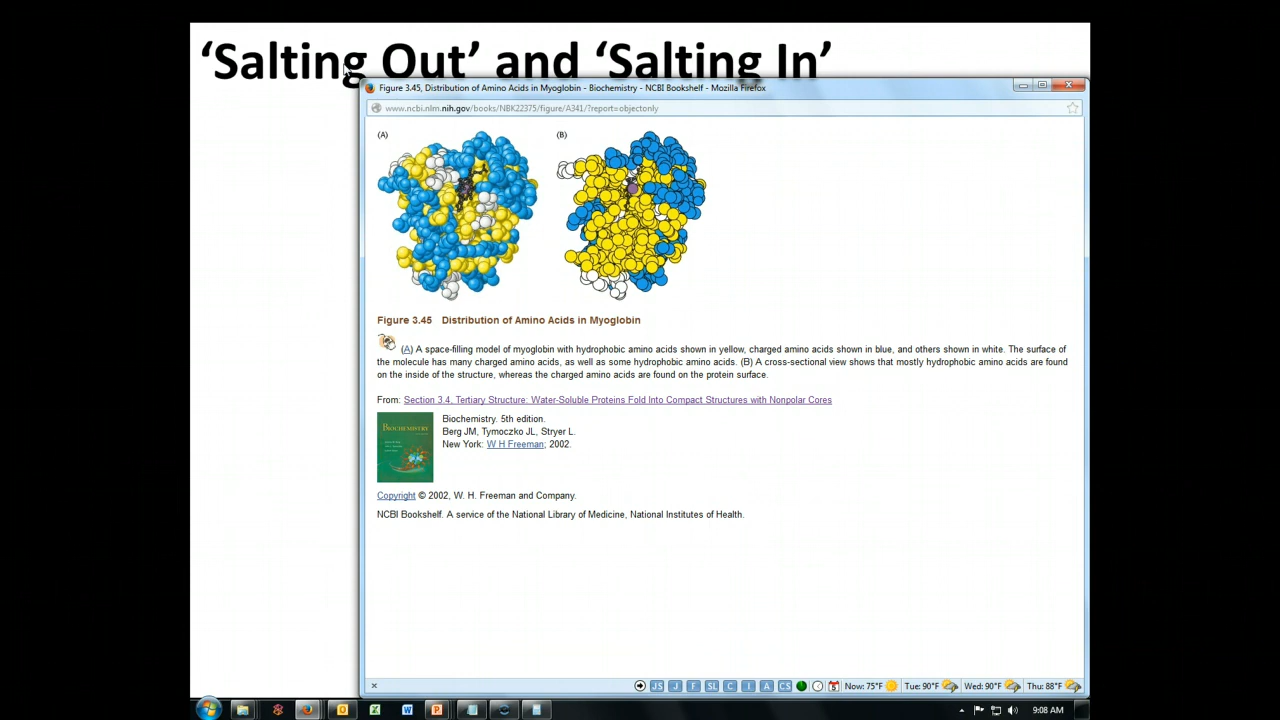 ‘Salting Out’ and ‘Salting In’
Figure 3.45, Distribution of Amino Acids in Myoglobin - Biochemistry - NCBI Bookshelf - Mozilla Firefox
www.ncbi.nlm.nih.gov/books/NBK22375/figure/A341/?report=objectonly
(A)
(B)
Figure 3.45 Distribution of Amino Acids in Myoglobin
(A) A space-filling model of myoglobin with hydrophobic amino acids shown in yellow, charged amino acids shown in blue, and others shown in white. The surface of
the molecule has many charged amino acids, as well as some hydrophobic amino acids. (B) A cross-sectional view shows that mostly hydrophobic amino acids are found
on the inside of the structure, whereas the charged amino acids are found on the protein surface.
From: Section 3.4, Tertiary Structure: Water-Soluble Proteins Fold Into Compact Structures with Nonpolar Cores
BIOCHEMISTRY
Biochemistry. 5th edition.
Berg JM, Tymoczko JL, Stryer L.
New York: W H Freeman; 2002.
Copyright © 2002, W. H. Freeman and Company.
NCBI Bookshelf. A service of the National Library of Medicine, National Institutes of Health.
JS J F SL C I A CS 5 Now: 75°F Tue: 90°F Wed: 90°F Thu: 88°F
9:08 AM